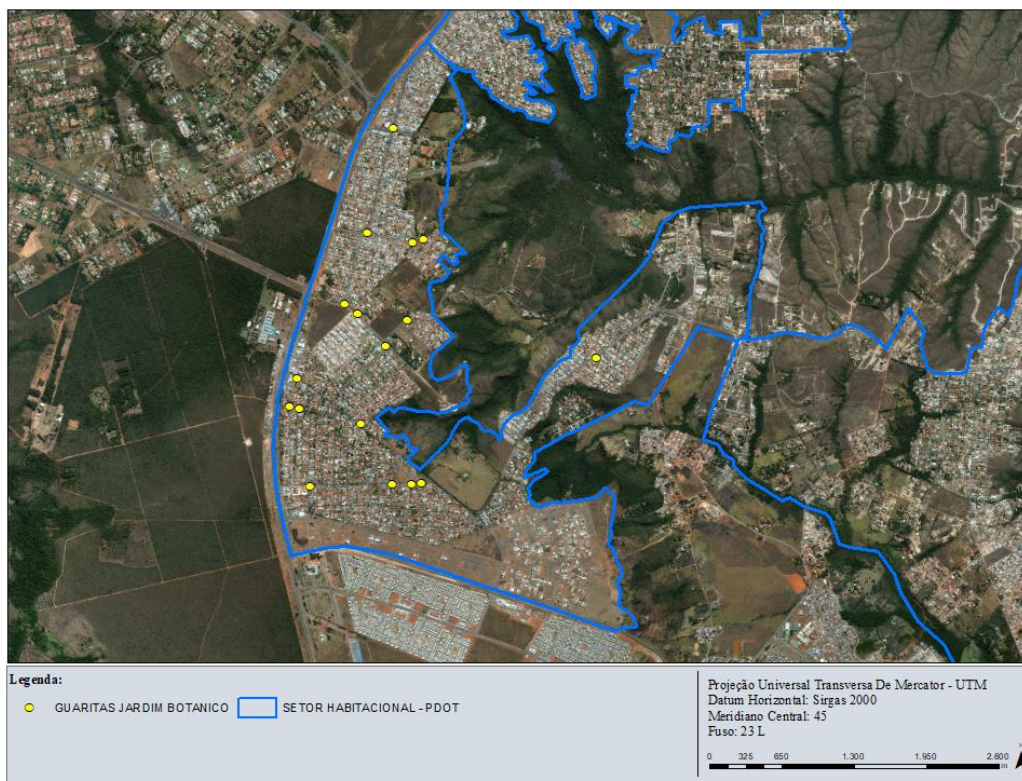 Legenda:
GUARITAS JARDIM BOTANICO
SETOR HABITACIONAL - PDOT
Projeção Universal Transversa De Mercator - UTM
Datum Horizontal: Sirgas 2000
Meridiano Central: 45
Fuso: 23 L
0 325 650 1.300 1.950 2.600
m